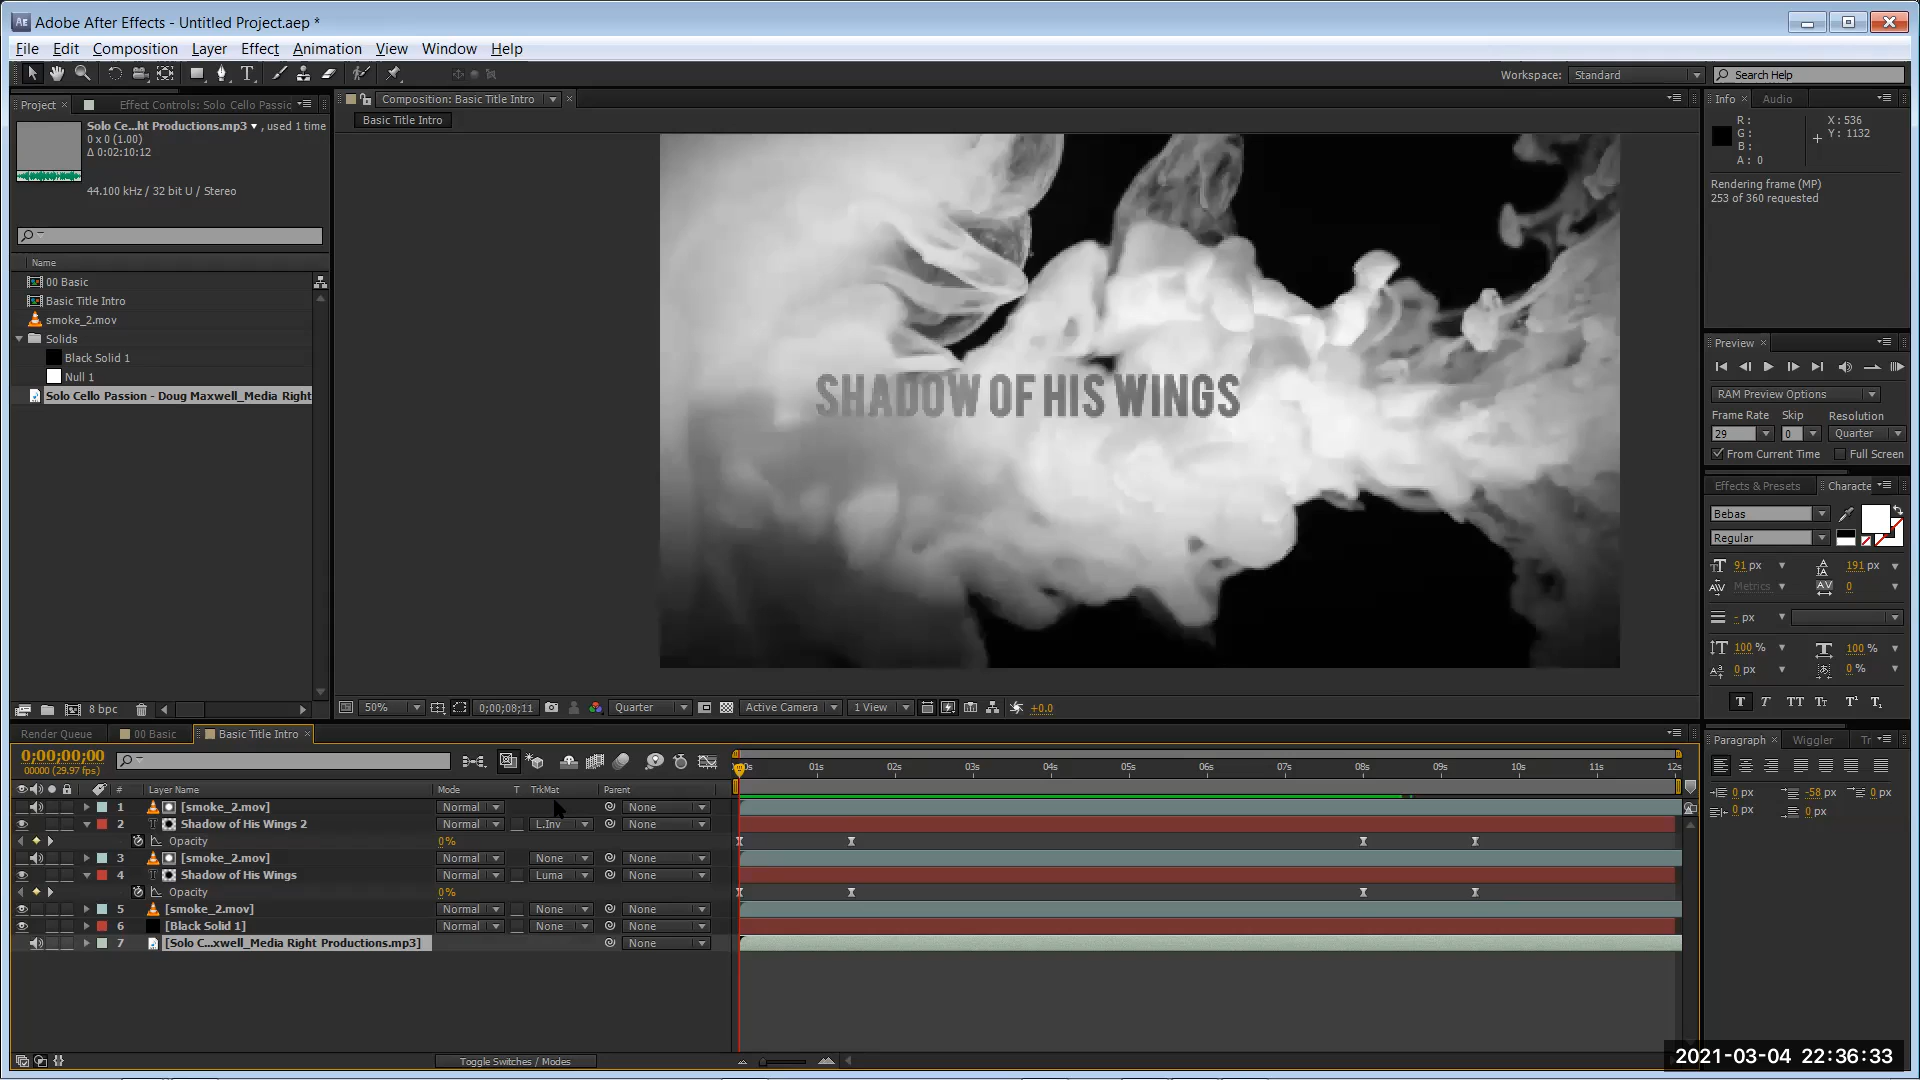 Adobe After Effects - Untitled Project.aep *
File Edit Composition Layer Effect Animation View Window Help
Workspace: Standard Search Help
Project Effect Controls: Solo Cello Passic
Composition: Basic Title Intro
Info Audio
Basic Title Intro
Solo Ce...ht Productions.mp3 , used 1 time
0 x 0 (1.00)
Δ 0:02:10:12
44.100 kHz / 32 bit U / Stereo
R :
G :
B :
A : 0
X : 536
Y : 1132
Rendering frame (MP)
253 of 360 requested
Name
00 Basic
Basic Title Intro
smoke_2.mov
Solids
Black Solid 1
Null 1
Solo Cello Passion - Doug Maxwell_Media Right
SHADOW OF HIS WINGS
Preview
RAM Preview Options
Frame Rate Skip Resolution
29 0 Quarter
From Current Time Full Screen
Effects & Presets Characte
Bebas
Regular
91 px 191 px
Metrics 0
- px
100 % 100 %
0 px 0 %
T T TT Tт T¹ T₁
8 bpc
50% 0;00;08;11 Quarter Active Camera 1 View +0.0
Render Queue 00 Basic Basic Title Intro
Paragraph Wiggler Tr
0 px -58 px 0 px
0 px 0 px
0;00;00;00
00000 (29.97 fps)
01s 02s 03s 04s 05s 06s 07s 08s 09s 10s 11s 12s
# Layer Name Mode T TrkMat Parent
1 [smoke_2.mov] Normal None
2 Shadow of His Wings 2 Normal L.Inv None
Opacity 0 %
3 [smoke_2.mov] Normal None None
4 Shadow of His Wings Normal Luma None
Opacity 0 %
5 [smoke_2.mov] Normal None None
6 [Black Solid 1] Normal None None
7 [Solo C...xwell_Media Right Productions.mp3] None
Toggle Switches / Modes
2021-03-04 22:36:33